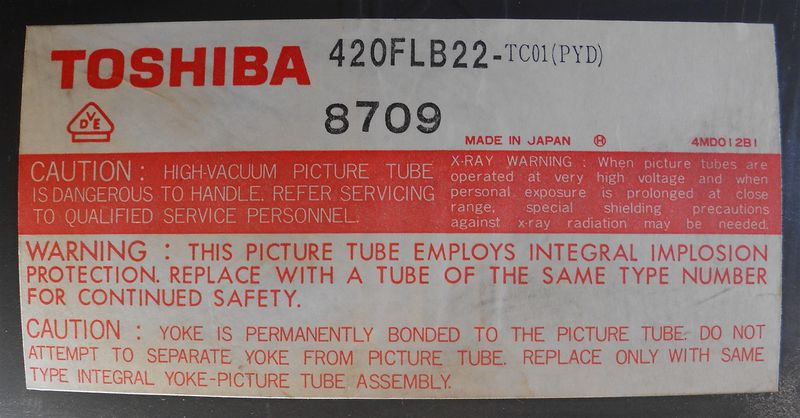 TOSHIBA 420FLB22-TC01(PYD)
DVE
8709
MADE IN JAPAN Ⓗ 4MD012B1
CAUTION : HIGH-VACUUM PICTURE TUBE
IS DANGEROUS TO HANDLE. REFER SERVICING
TO QUALIFIED SERVICE PERSONNEL.
X-RAY WARNING : When picture tubes are
operated at very high voltage and when
personal exposure is prolonged at close
range, special shielding precautions
against x-ray radiation may be needed.
WARNING : THIS PICTURE TUBE EMPLOYS INTEGRAL IMPLOSION
PROTECTION. REPLACE WITH A TUBE OF THE SAME TYPE NUMBER
FOR CONTINUED SAFETY.
CAUTION : YOKE IS PERMANENTLY BONDED TO THE PICTURE TUBE. DO NOT
ATTEMPT TO SEPARATE YOKE FROM PICTURE TUBE. REPLACE ONLY WITH SAME
TYPE INTEGRAL YOKE-PICTURE TUBE ASSEMBLY.